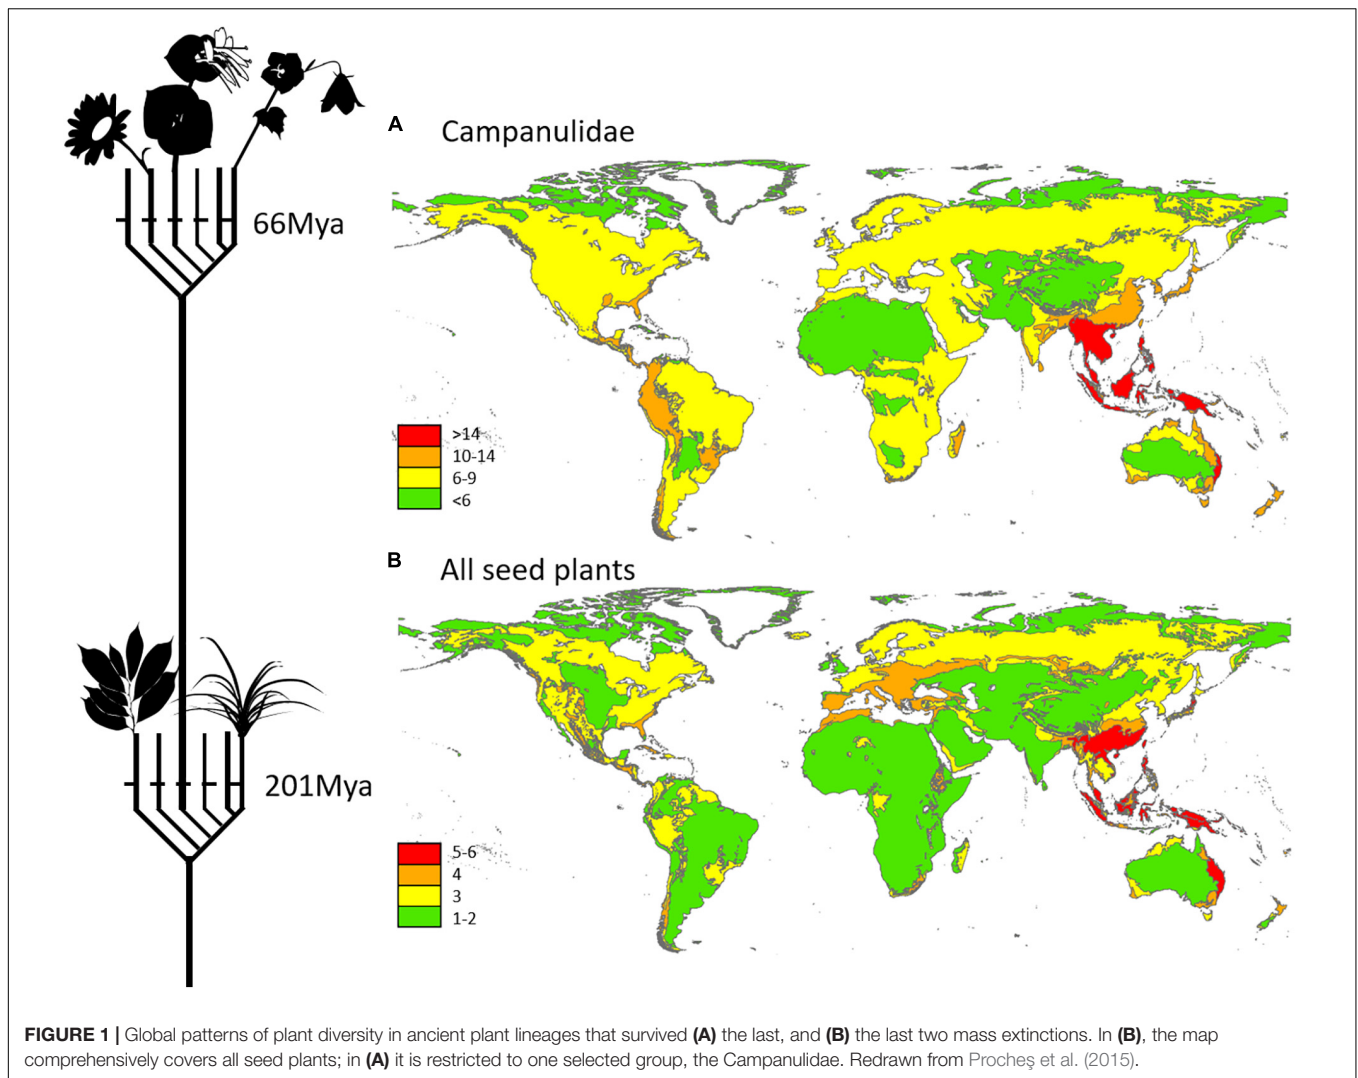 A
Campanulidae
66Mya
>14
10-14
6-9
<6
B
All seed plants
201Mya
5-6
4
3
1-2
FIGURE 1 | Global patterns of plant diversity in ancient plant lineages that survived (A) the last, and (B) the last two mass extinctions. In (B), the map
comprehensively covers all seed plants; in (A) it is restricted to one selected group, the Campanulidae. Redrawn from Procheş et al. (2015).